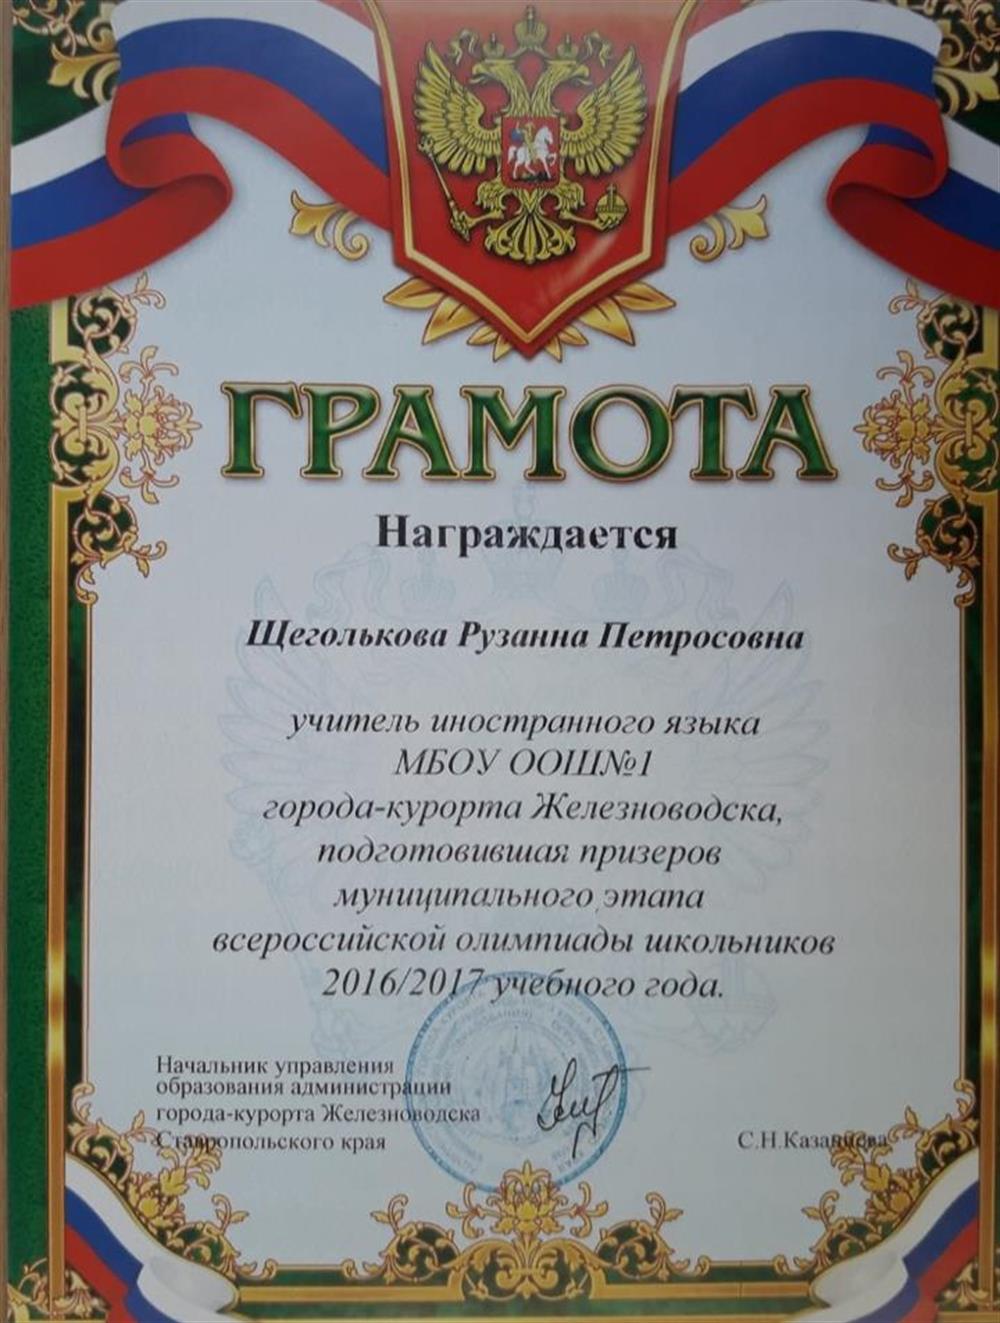 ГРАМОТА
Награждается
Щеголькова Рузанна Петросовна
учитель иностранного языка
МБОУ ООШ№1
города-курорта Железноводска,
подготовившая призеров
муниципального этапа
всероссийской олимпиады школьников
2016/2017 учебного года.
Начальник управления
образования администрации
города-курорта Железноводска
Ставропольского края
С.Н.Казанцева